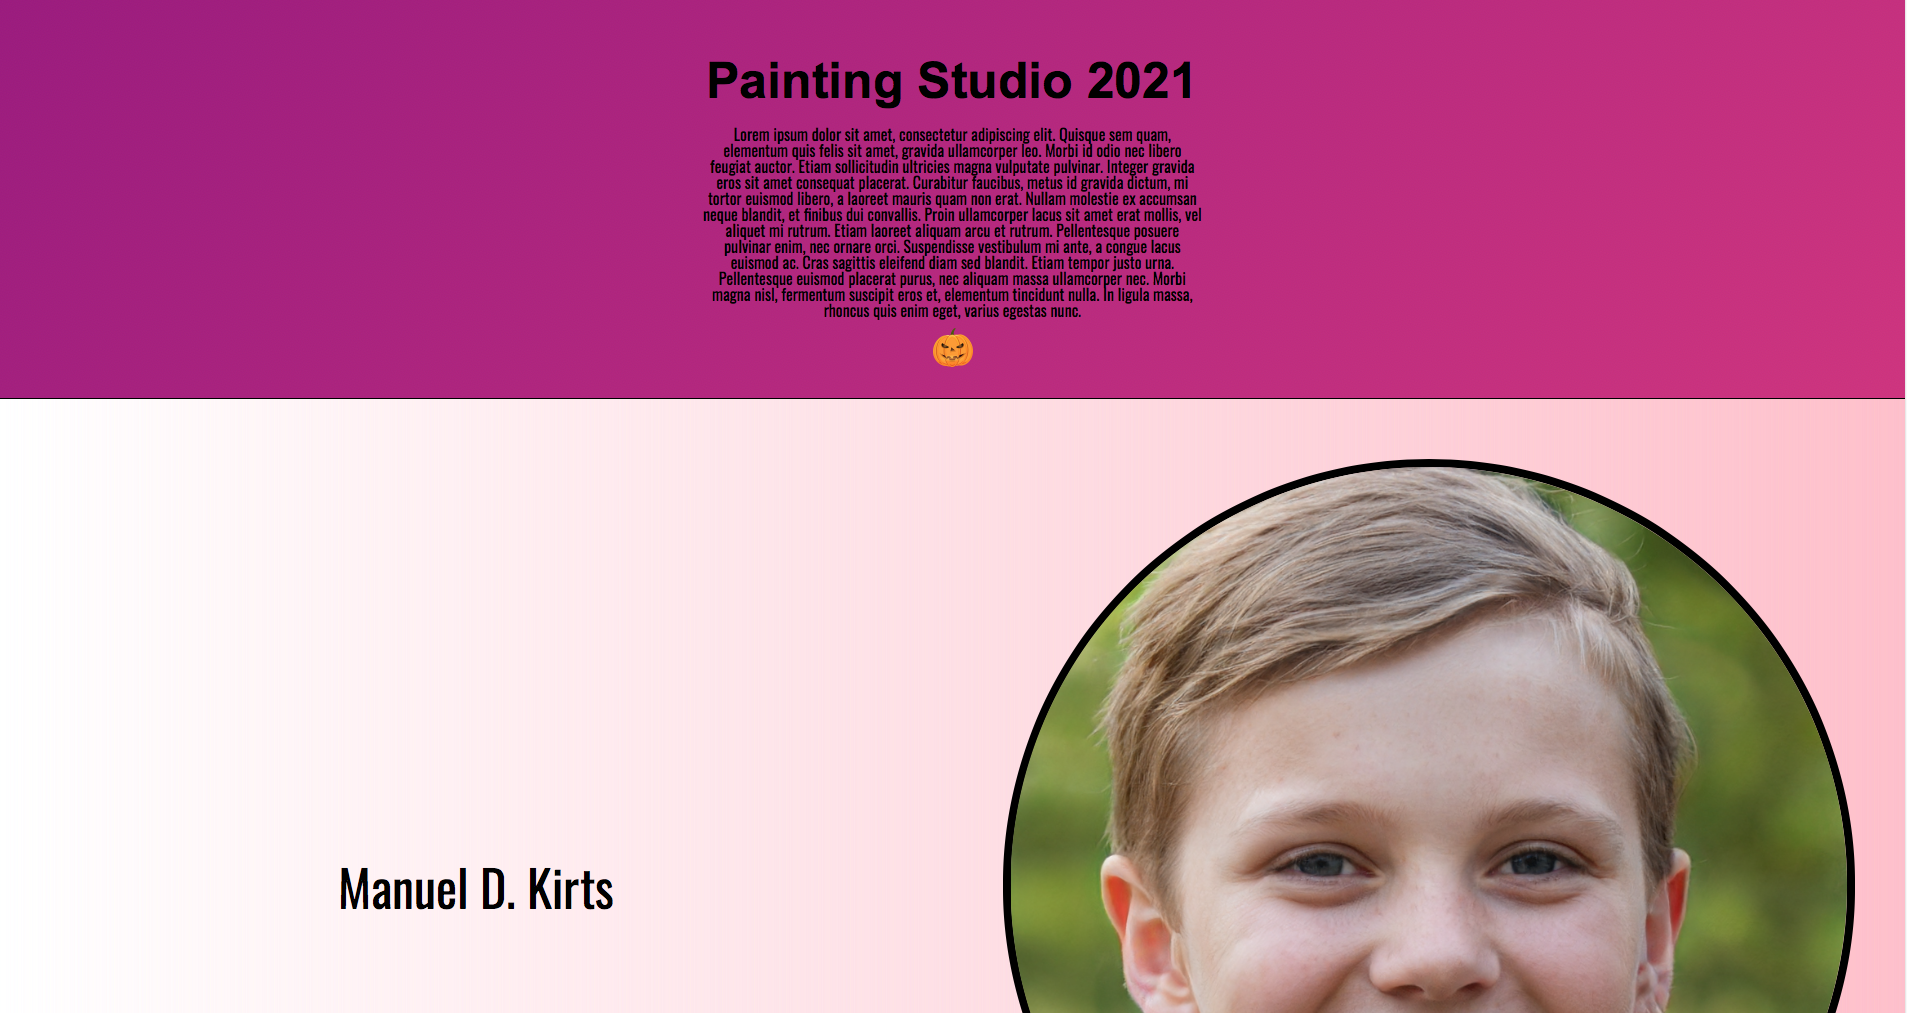 Painting Studio 2021
Lorem ipsum dolor sit amet, consectetur adipiscing elit. Quisque sem quam,
elementum quis felis sit amet, gravida ullamcorper leo. Morbi id odio nec libero
feugiat auctor. Etiam sollicitudin ultricies magna vulputate pulvinar. Integer gravida
eros sit amet consequat placerat. Curabitur faucibus, metus id gravida dictum, mi
tortor euismod libero, a laoreet mauris quam non erat. Nullam molestie ex accumsan
neque blandit, et finibus dui convallis. Proin ullamcorper lacus sit amet erat mollis, vel
aliquet mi rutrum. Etiam laoreet aliquam arcu et rutrum. Pellentesque posuere
pulvinar enim, nec ornare orci. Suspendisse vestibulum mi ante, a congue lacus
euismod ac. Cras sagittis eleifend diam sed blandit. Etiam tempor justo urna.
Pellentesque euismod placerat purus, nec aliquam massa ullamcorper nec. Morbi
magna nisl, fermentum suscipit eros et, elementum tincidunt nulla. In ligula massa,
rhoncus quis enim eget, varius egestas nunc.
Manuel D. Kirts